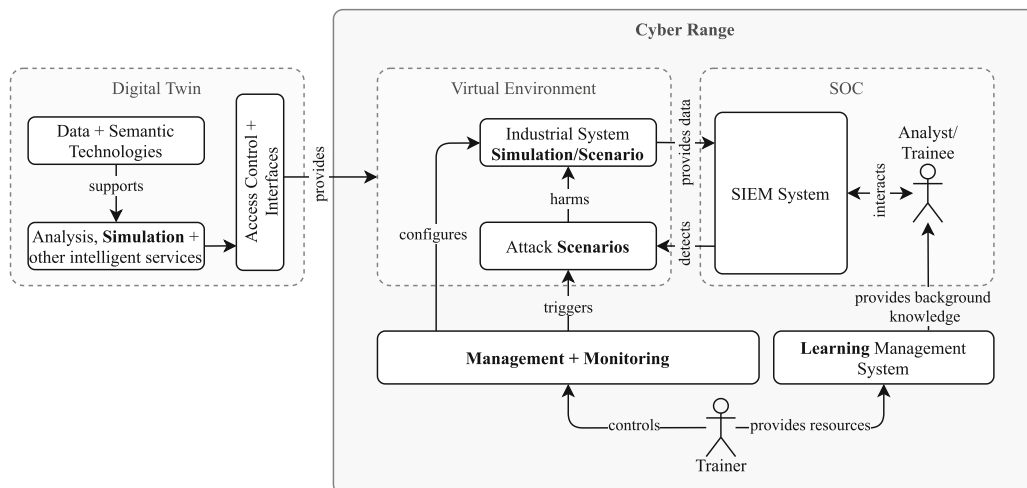 Cyber Range
Digital Twin
Data + Semantic
Technologies
supports
Analysis, Simulation +
other intelligent services
Access Control +
Interfaces
provides
Virtual Environment
Industrial System
Simulation/Scenario
harms
configures
Attack Scenarios
triggers
provides data
detects
SOC
SIEM System
interacts
Analyst/
Trainee
provides background
knowledge
Management + Monitoring
Learning Management
System
controls
provides resources
Trainer